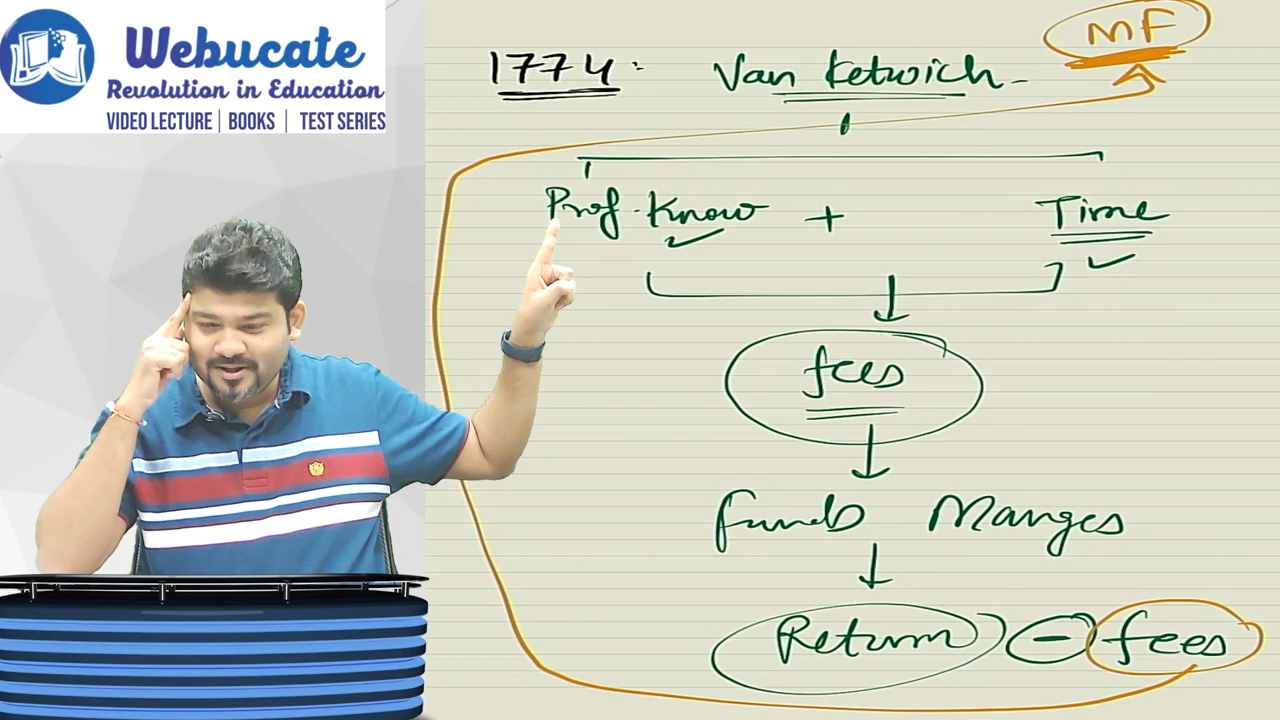 Webucate
Revolution in Education
VIDEO LECTURE | BOOKS | TEST SERIES
MF
1774: Van Ketwich
Prof. Know + Time
fees
funds Manges
Return - fees